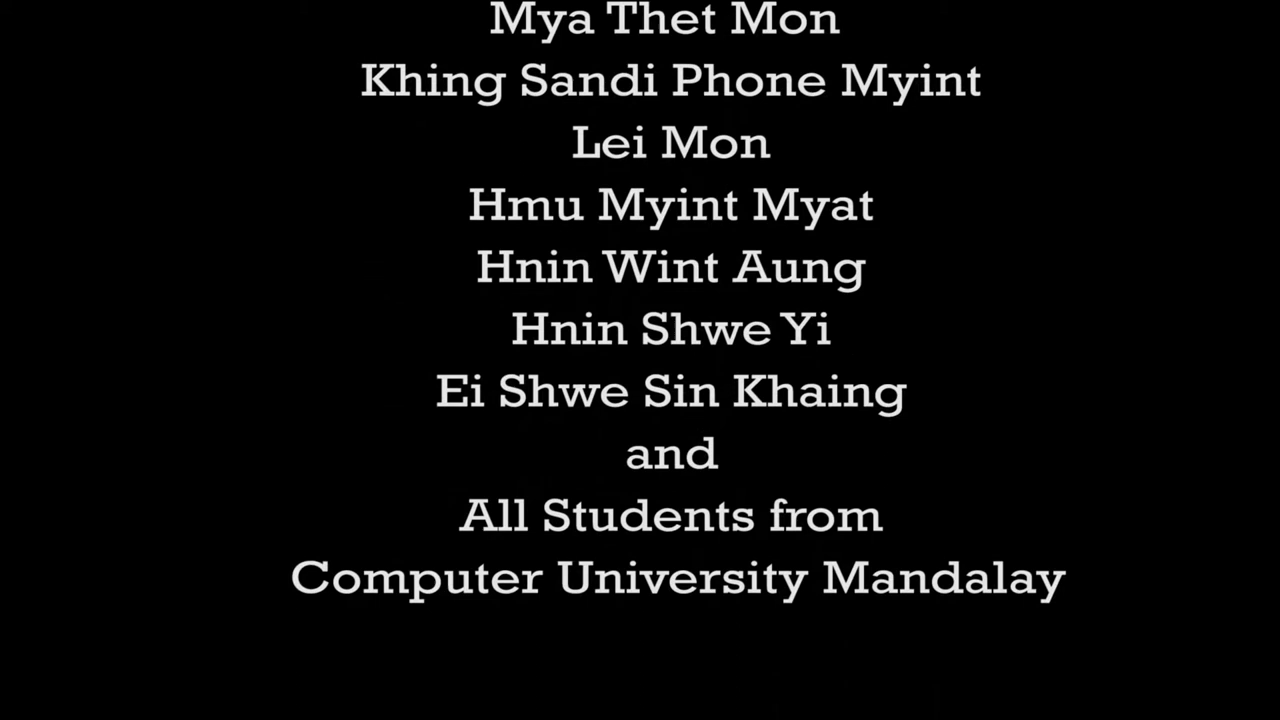 Mya Thet Mon
Khing Sandi Phone Myint
Lei Mon
Hmu Myint Myat
Hnin Wint Aung
Hnin Shwe Yi
Ei Shwe Sin Khaing
and
All Students from
Computer University Mandalay